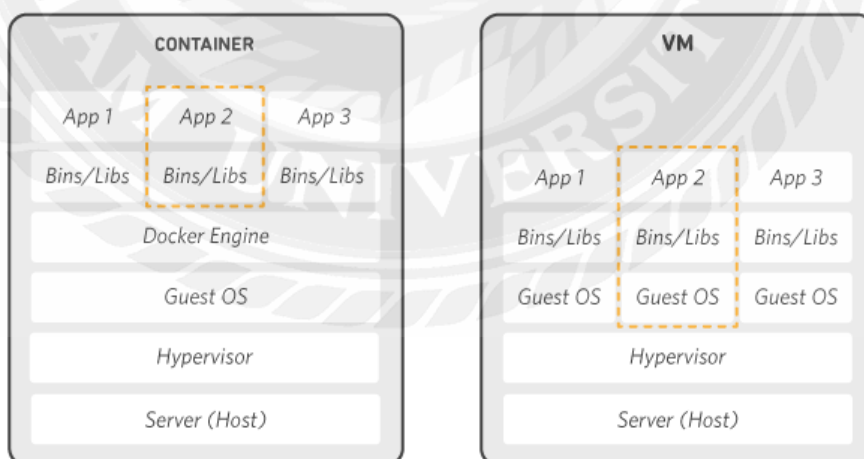 CONTAINER
App 1 App 2 App 3
Bins/Libs Bins/Libs Bins/Libs
Docker Engine
Guest OS
Hypervisor
Server (Host)
VM
App 1 App 2 App 3
Bins/Libs Bins/Libs Bins/Libs
Guest OS Guest OS Guest OS
Hypervisor
Server (Host)